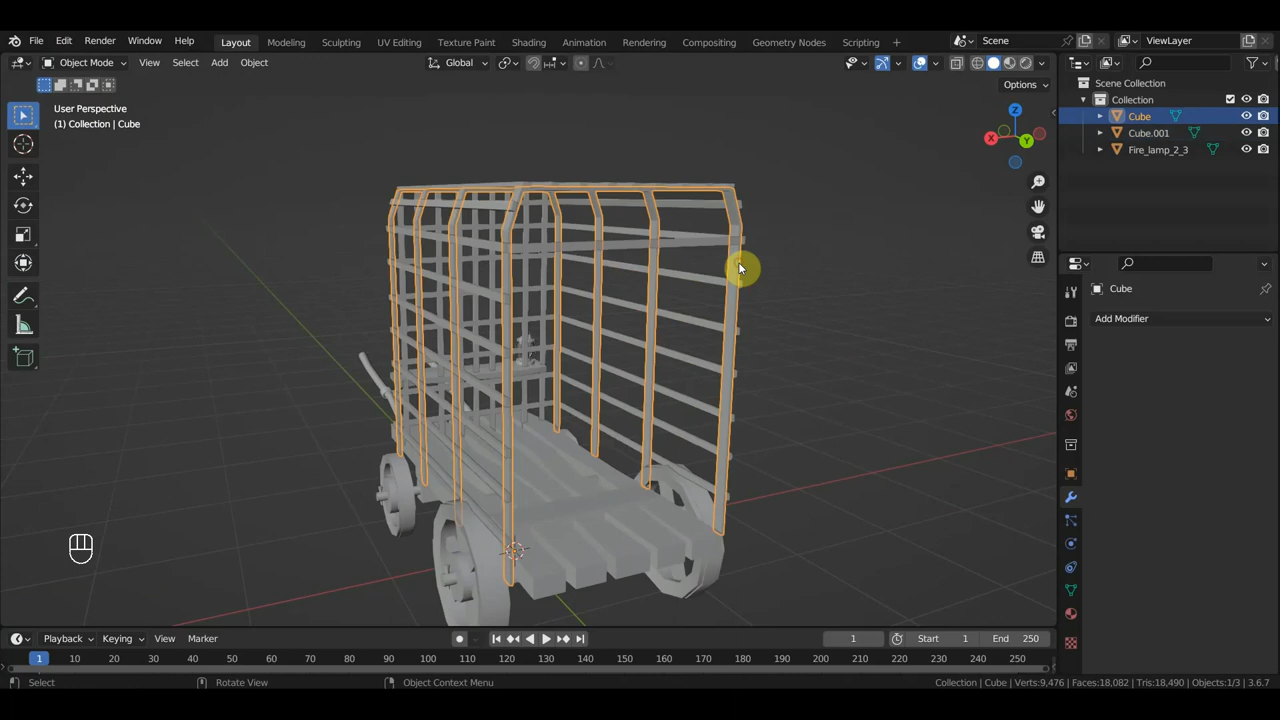 File Edit Render Window Help Layout Modeling Sculpting UV Editing Texture Paint Shading Animation Rendering Compositing Geometry Nodes Scripting + Scene ViewLayer
Object Mode View Select Add Object Global
Options
User Perspective
(1) Collection | Cube
Z
X
Y
Scene Collection
Collection
Cube
Cube.001
Fire_lamp_2_3
Cube
Add Modifier
Playback Keying View Marker 1 Start 1 End 250
1 10 20 30 40 50 60 70 80 90 100 110 120 130 140 150 160 170 180 190 200 210 220 230 240 250
Select Rotate View Object Context Menu Collection | Cube | Verts:9,476 | Faces:18,082 | Tris:18,490 | Objects:1/3 | 3.6.7